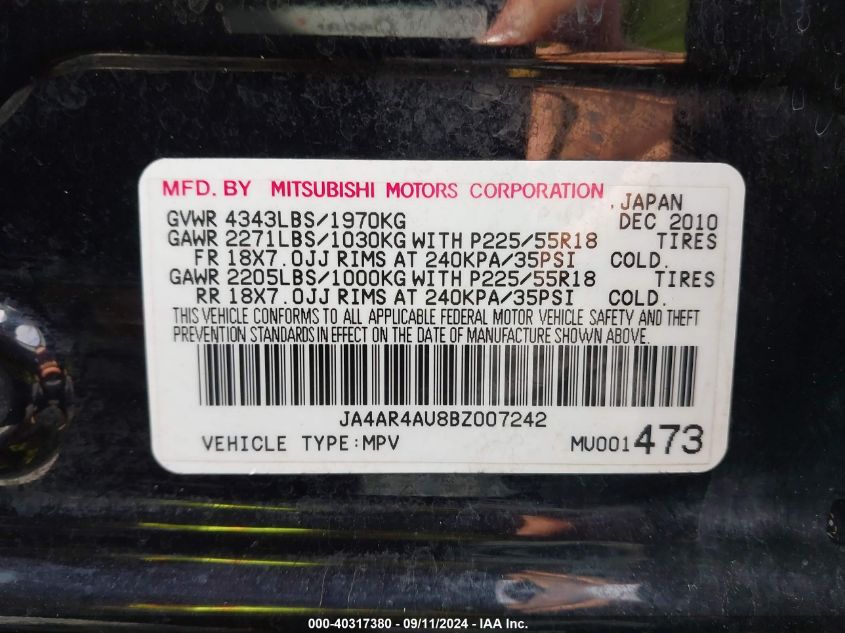 MFD. BY MITSUBISHI MOTORS CORPORATION, JAPAN
GVWR 4343LBS/1970KG DEC 2010
GAWR 2271LBS/1030KG WITH P225/55R18 TIRES
FR 18X7.0JJ RIMS AT 240KPA/35PSI COLD.
GAWR 2205LBS/1000KG WITH P225/55R18 TIRES
RR 18X7.0JJ RIMS AT 240KPA/35PSI COLD.
THIS VEHICLE CONFORMS TO ALL APPLICABLE FEDERAL MOTOR VEHICLE SAFETY AND THEFT
PREVENTION STANDARDS IN EFFECT ON THE DATE OF MANUFACTURE SHOWN ABOVE.
JA4AR4AU8BZ007242
VEHICLE TYPE:MPV MU001473
000-40317380 - 09/11/2024 - IAA Inc.